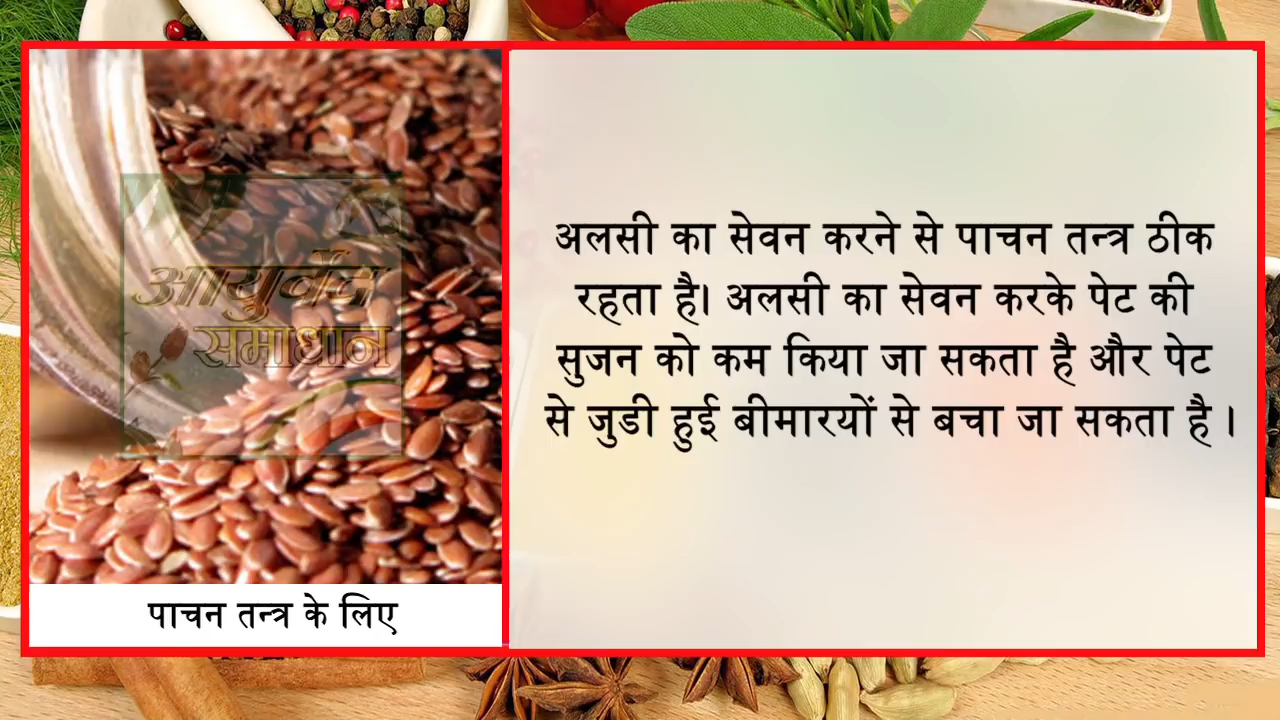 आयुर्वेद
समाधान
पाचन तन्त्र के लिए
अलसी का सेवन करने से पाचन तन्त्र ठीक
रहता है। अलसी का सेवन करके पेट की
सुजन को कम किया जा सकता है और पेट
से जुडी हुई बीमारयों से बचा जा सकता है ।